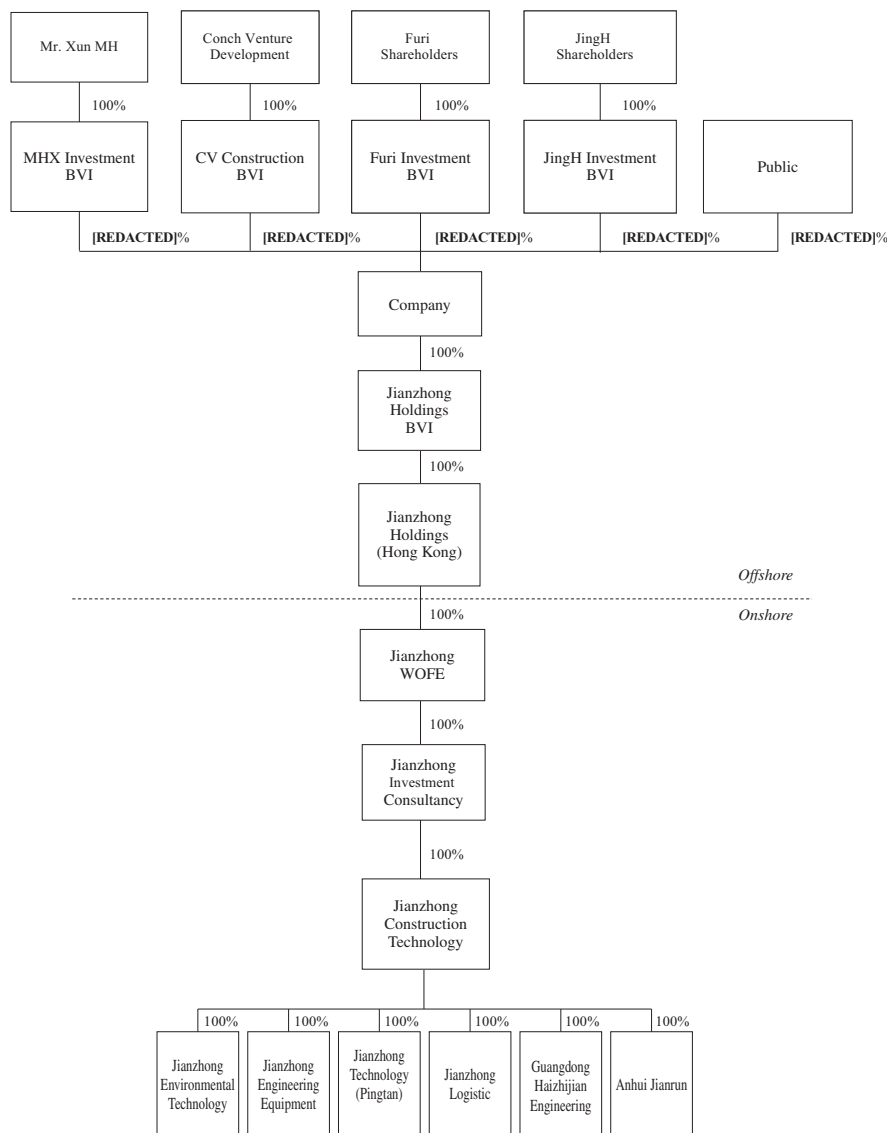 Mr. Xun MH
Conch Venture
Development
Furi
Shareholders
JingH
Shareholders
100%
100%
100%
100%
MHX Investment
BVI
CV Construction
BVI
Furi Investment
BVI
JingH Investment
BVI
Public
[REDACTED]%
[REDACTED]%
[REDACTED]%
[REDACTED]%
[REDACTED]%
Company
100%
Jianzhong
Holdings
BVI
100%
Jianzhong
Holdings
(Hong Kong)
Offshore
100%
Onshore
Jianzhong
WOFE
100%
Jianzhong
Investment
Consultancy
100%
Jianzhong
Construction
Technology
100%
100%
100%
100%
100%
100%
Jianzhong
Environmental
Technology
Jianzhong
Engineering
Equipment
Jianzhong
Technology
(Pingtan)
Jianzhong
Logistic
Guangdong
Haizhijian
Engineering
Anhui Jianrun